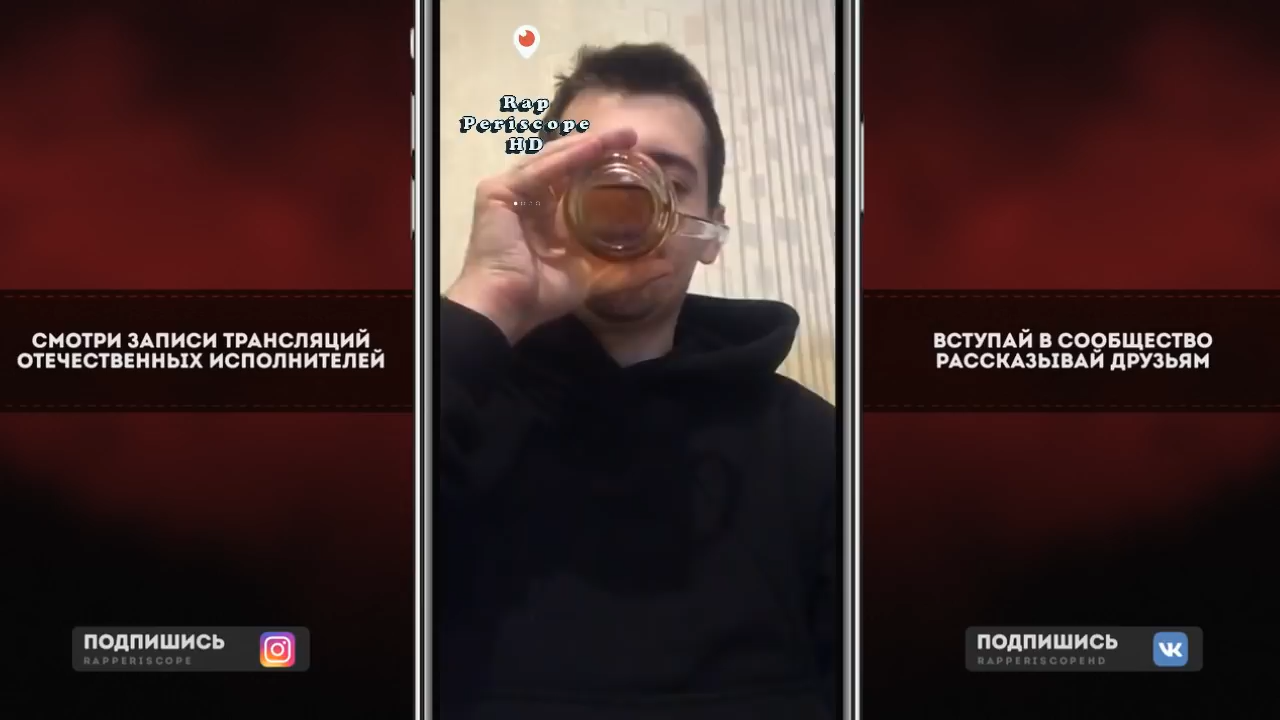 Rap
Periscope
HD
СМОТРИ ЗАПИСИ ТРАНСЛЯЦИЙ
ОТЕЧЕСТВЕННЫХ ИСПОЛНИТЕЛЕЙ
ВСТУПАЙ В СООБЩЕСТВО
РАССКАЗЫВАЙ ДРУЗЬЯМ
ПОДПИШИСЬ
RAPPERISCOPE
ПОДПИШИСЬ
RAPPERISCOPEHD